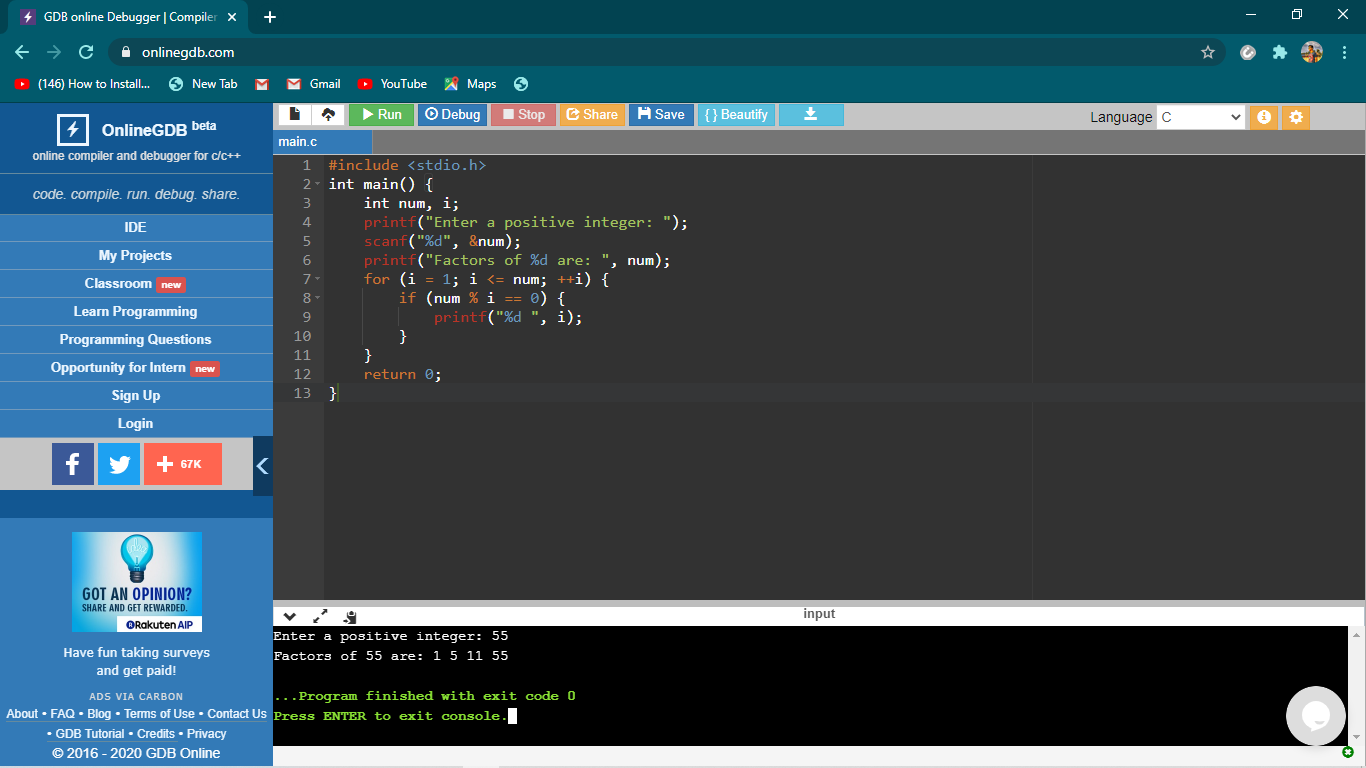 GDB online Debugger | Compiler
onlinegdb.com
(146) How to Install... New Tab Gmail YouTube Maps
OnlineGDB beta
online compiler and debugger for c/c++
code. compile. run. debug. share.
IDE
My Projects
Classroom new
Learn Programming
Programming Questions
Opportunity for Intern new
Sign Up
Login
67K
GOT AN OPINION?
SHARE AND GET REWARDED.
Rakuten AIP
Have fun taking surveys
and get paid!
ADS VIA CARBON
About • FAQ • Blog • Terms of Use • Contact Us
• GDB Tutorial • Credits • Privacy
© 2016 - 2020 GDB Online
Run Debug Stop Share Save { } Beautify Language C
main.c
1 #include <stdio.h>
2 int main() {
3     int num, i;
4     printf("Enter a positive integer: ");
5     scanf("%d", &num);
6     printf("Factors of %d are: ", num);
7     for (i = 1; i <= num; ++i) {
8         if (num % i == 0) {
9             printf("%d ", i);
10         }
11     }
12     return 0;
13 }
input
Enter a positive integer: 55
Factors of 55 are: 1 5 11 55
...Program finished with exit code 0
Press ENTER to exit console.